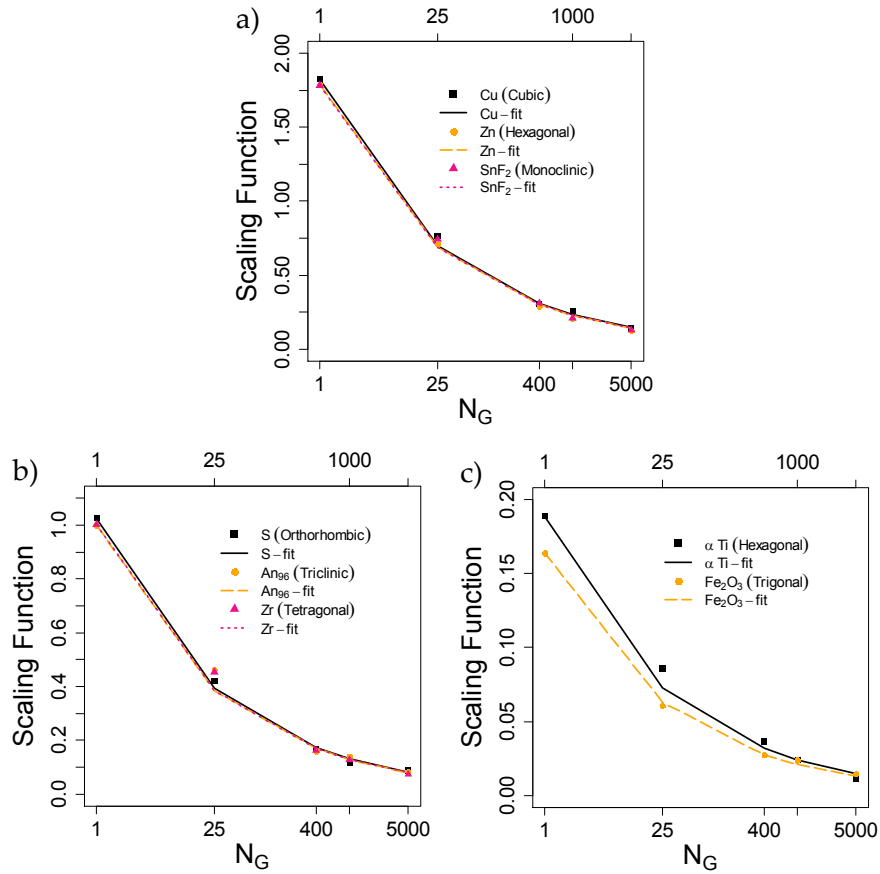 a)
1 25 1000
Scaling Function
2.00
1.50
1.00
0.50
0.00
Cu (Cubic)
Cu – fit
Zn (Hexagonal)
Zn – fit
SnF₂ (Monoclinic)
SnF₂ – fit
1 25 400 5000
N_G
b)
1 25 1000
Scaling Function
1.0
0.8
0.6
0.4
0.2
0.0
S (Orthorhombic)
S – fit
An₉₆ (Triclinic)
An₉₆ – fit
Zr (Tetragonal)
Zr – fit
1 25 400 5000
N_G
c)
1 25 1000
Scaling Function
0.20
0.15
0.10
0.05
0.00
α Ti (Hexagonal)
α Ti – fit
Fe₂O₃ (Trigonal)
Fe₂O₃ – fit
1 25 400 5000
N_G